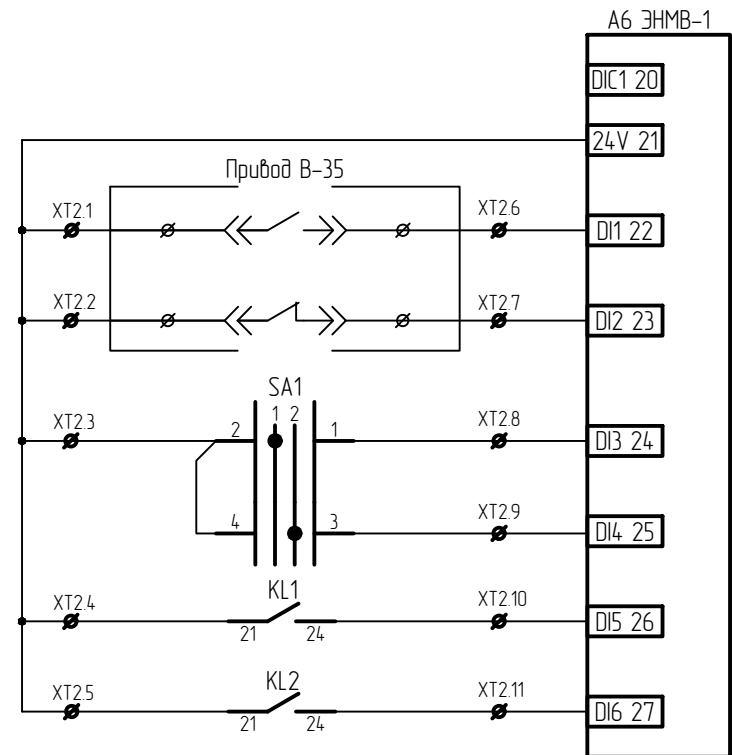 А6 ЭНМВ-1
DIC1 20
24V 21
Привод В-35
XT2.1
XT2.6
DI1 22
XT2.2
XT2.7
DI2 23
SA1
1 2
XT2.3
2
1
XT2.8
DI3 24
4
3
XT2.9
DI4 25
KL1
XT2.4
21
24
XT2.10
DI5 26
KL2
XT2.5
21
24
XT2.11
DI6 27